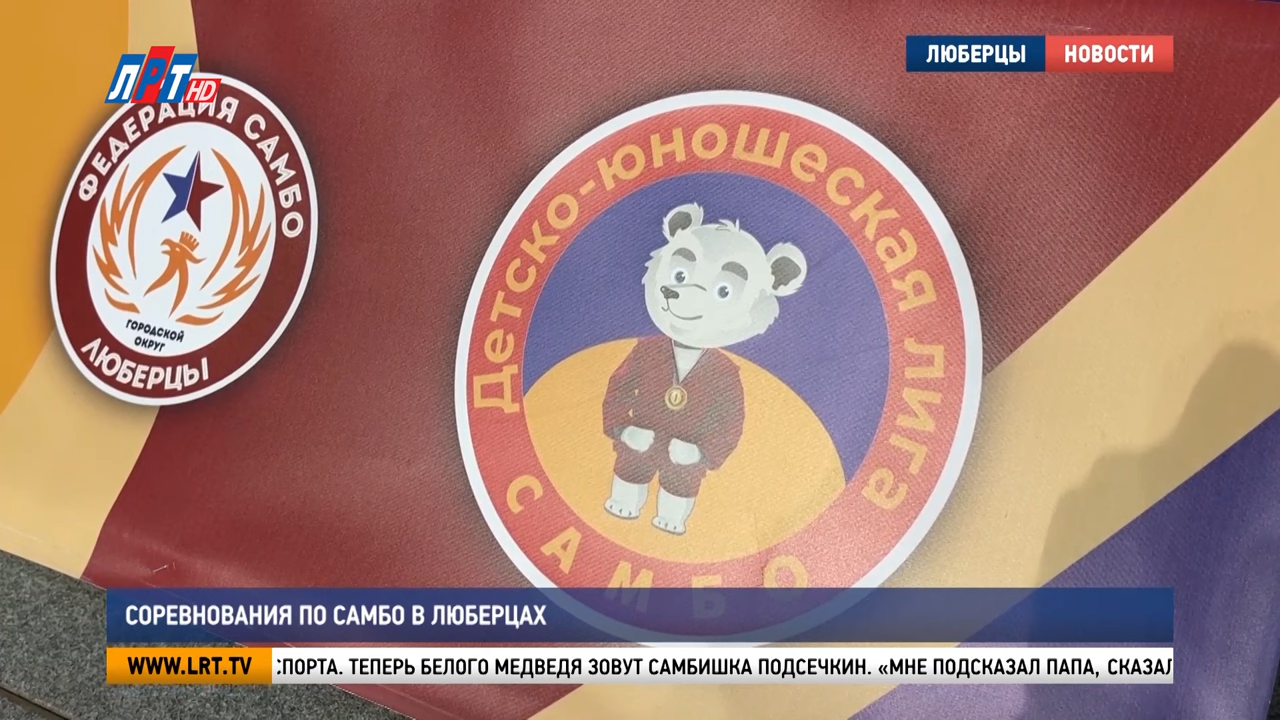 ЛРТ HD
ЛЮБЕРЦЫ НОВОСТИ
ФЕДЕРАЦИЯ САМБО
ГОРОДСКОЙ
ОКРУГ
ЛЮБЕРЦЫ
Детско-юношеская лига
САМБО
СОРЕВНОВАНИЯ ПО САМБО В ЛЮБЕРЦАХ
WWW.LRT.TV
СПОРТА. ТЕПЕРЬ БЕЛОГО МЕДВЕДЯ ЗОВУТ САМБИШКА ПОДСЕЧКИН. «МНЕ ПОДСКАЗАЛ ПАПА, СКАЗАЛ